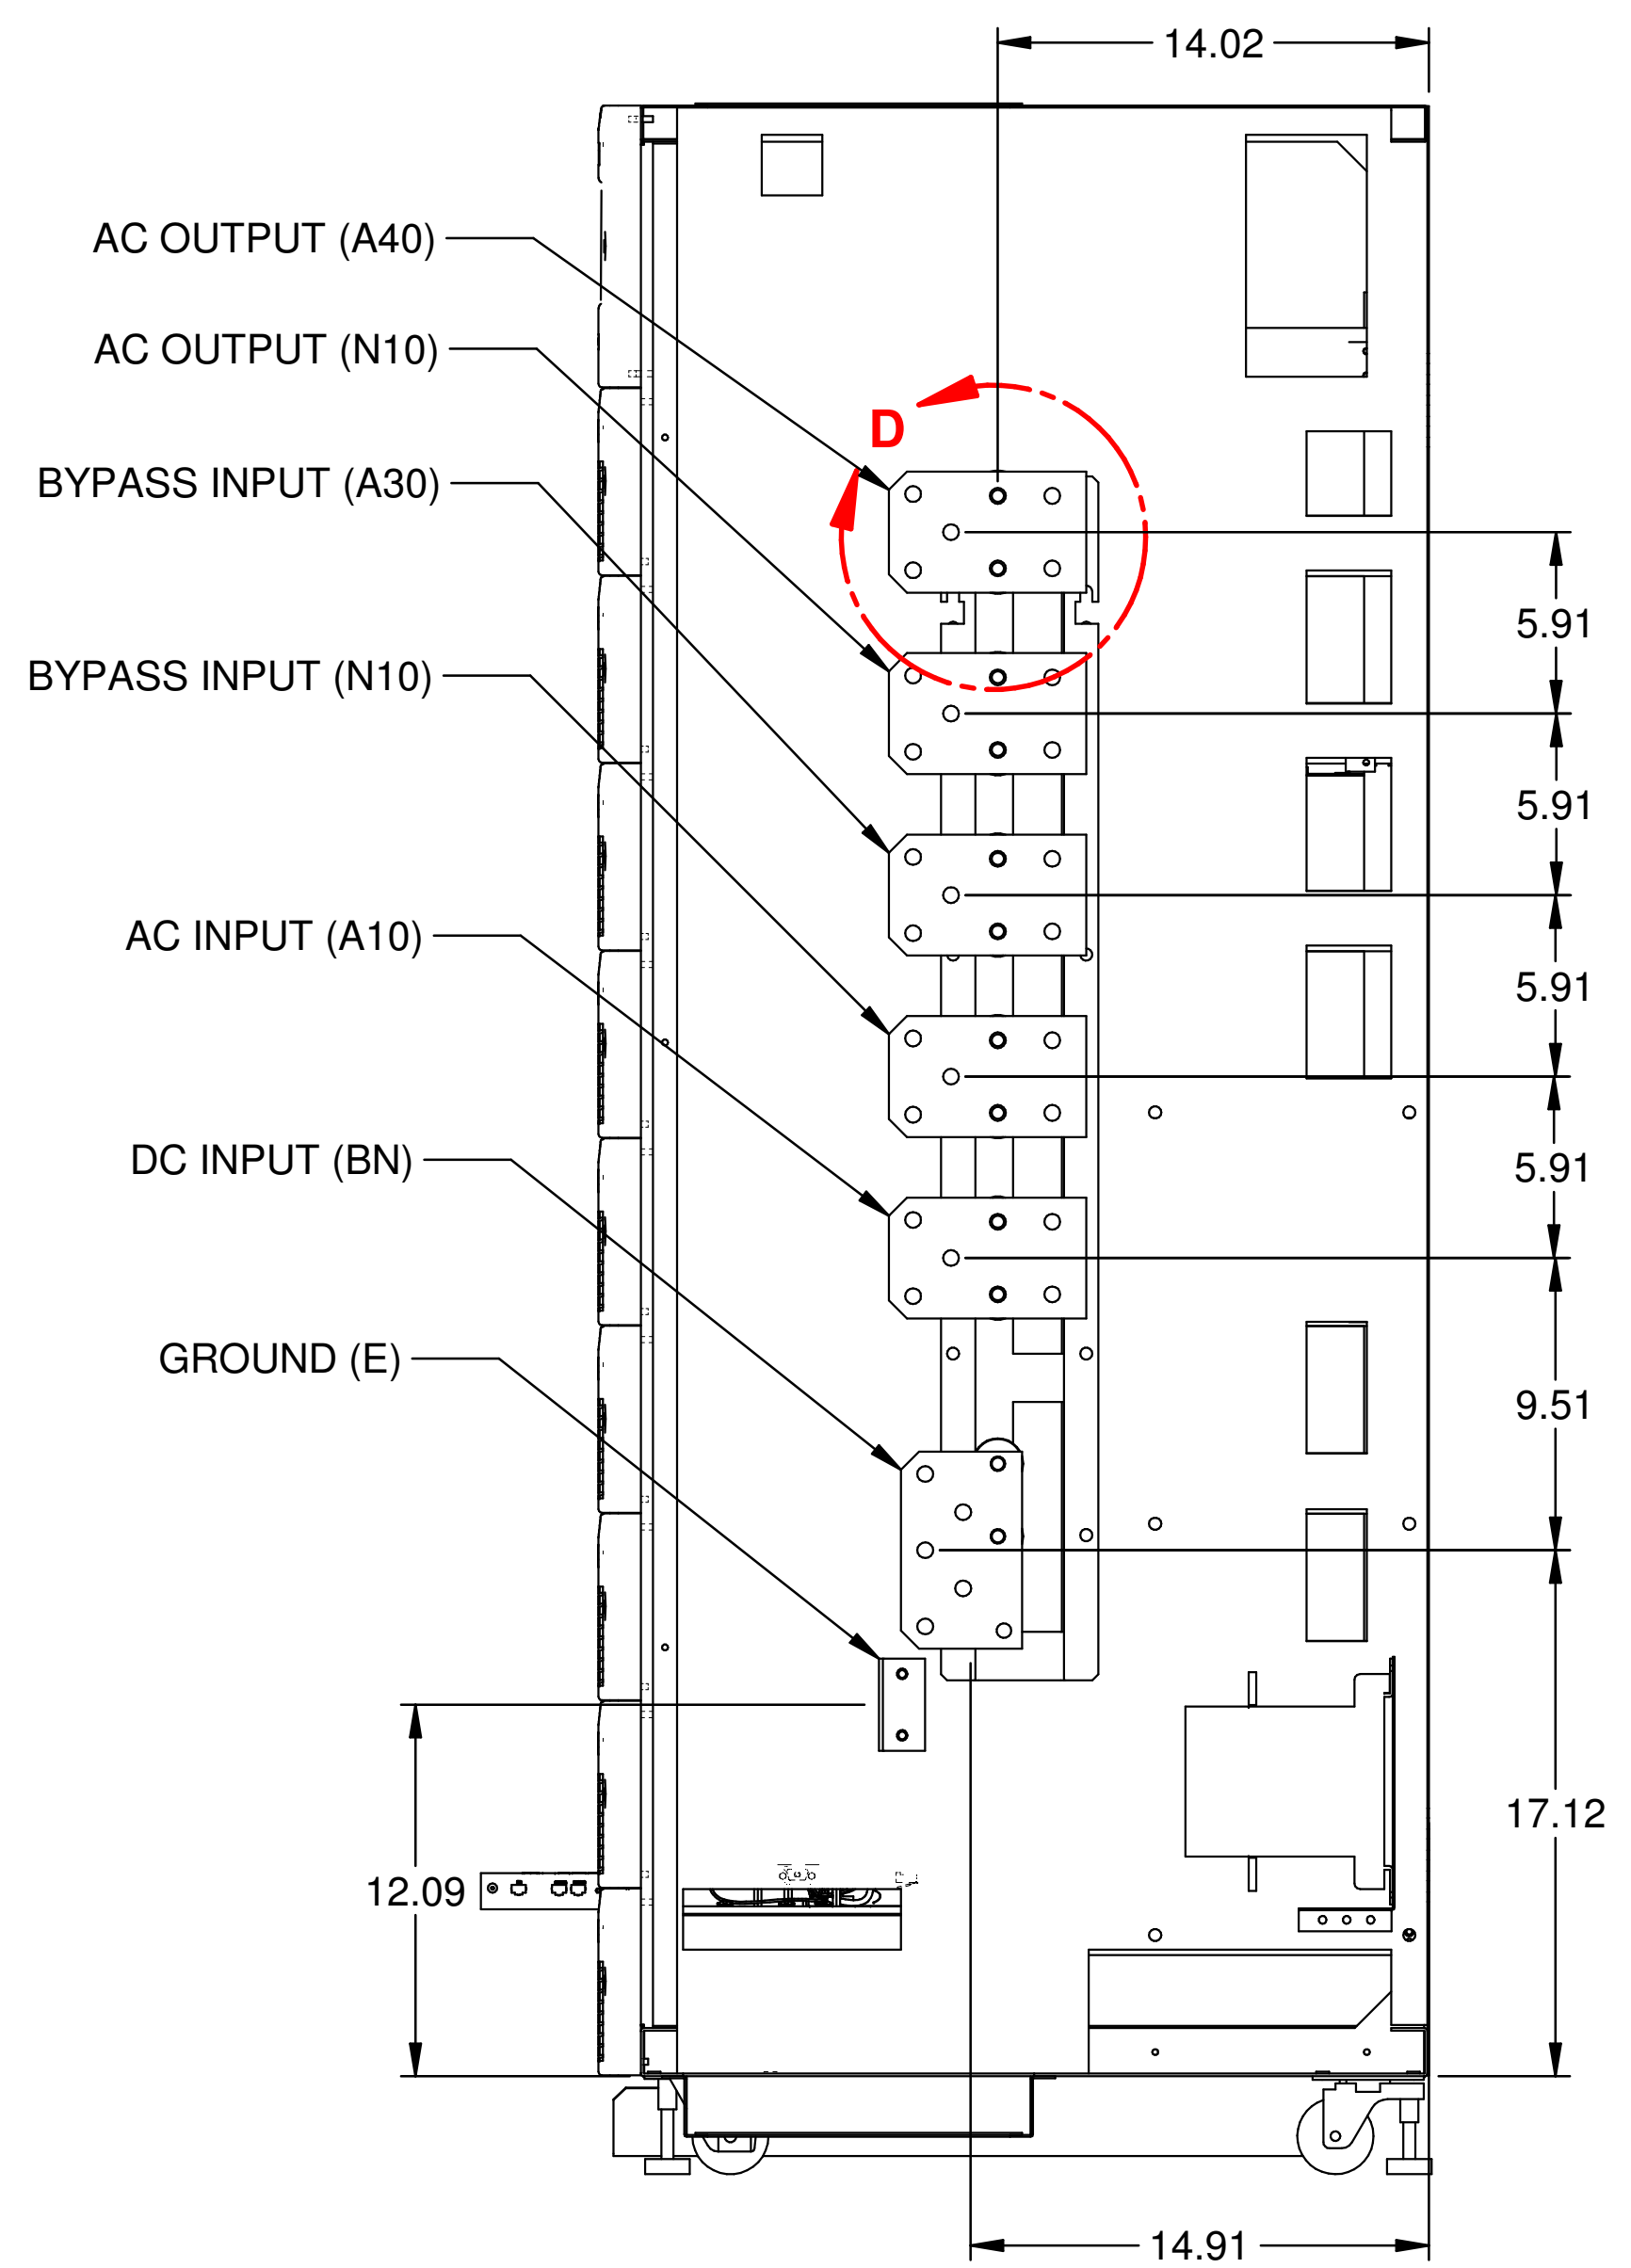 14.02
AC OUTPUT (A40)
AC OUTPUT (N10)
D
BYPASS INPUT (A30)
5.91
BYPASS INPUT (N10)
5.91
AC INPUT (A10)
5.91
DC INPUT (BN)
5.91
GROUND (E)
9.51
17.12
12.09
14.91